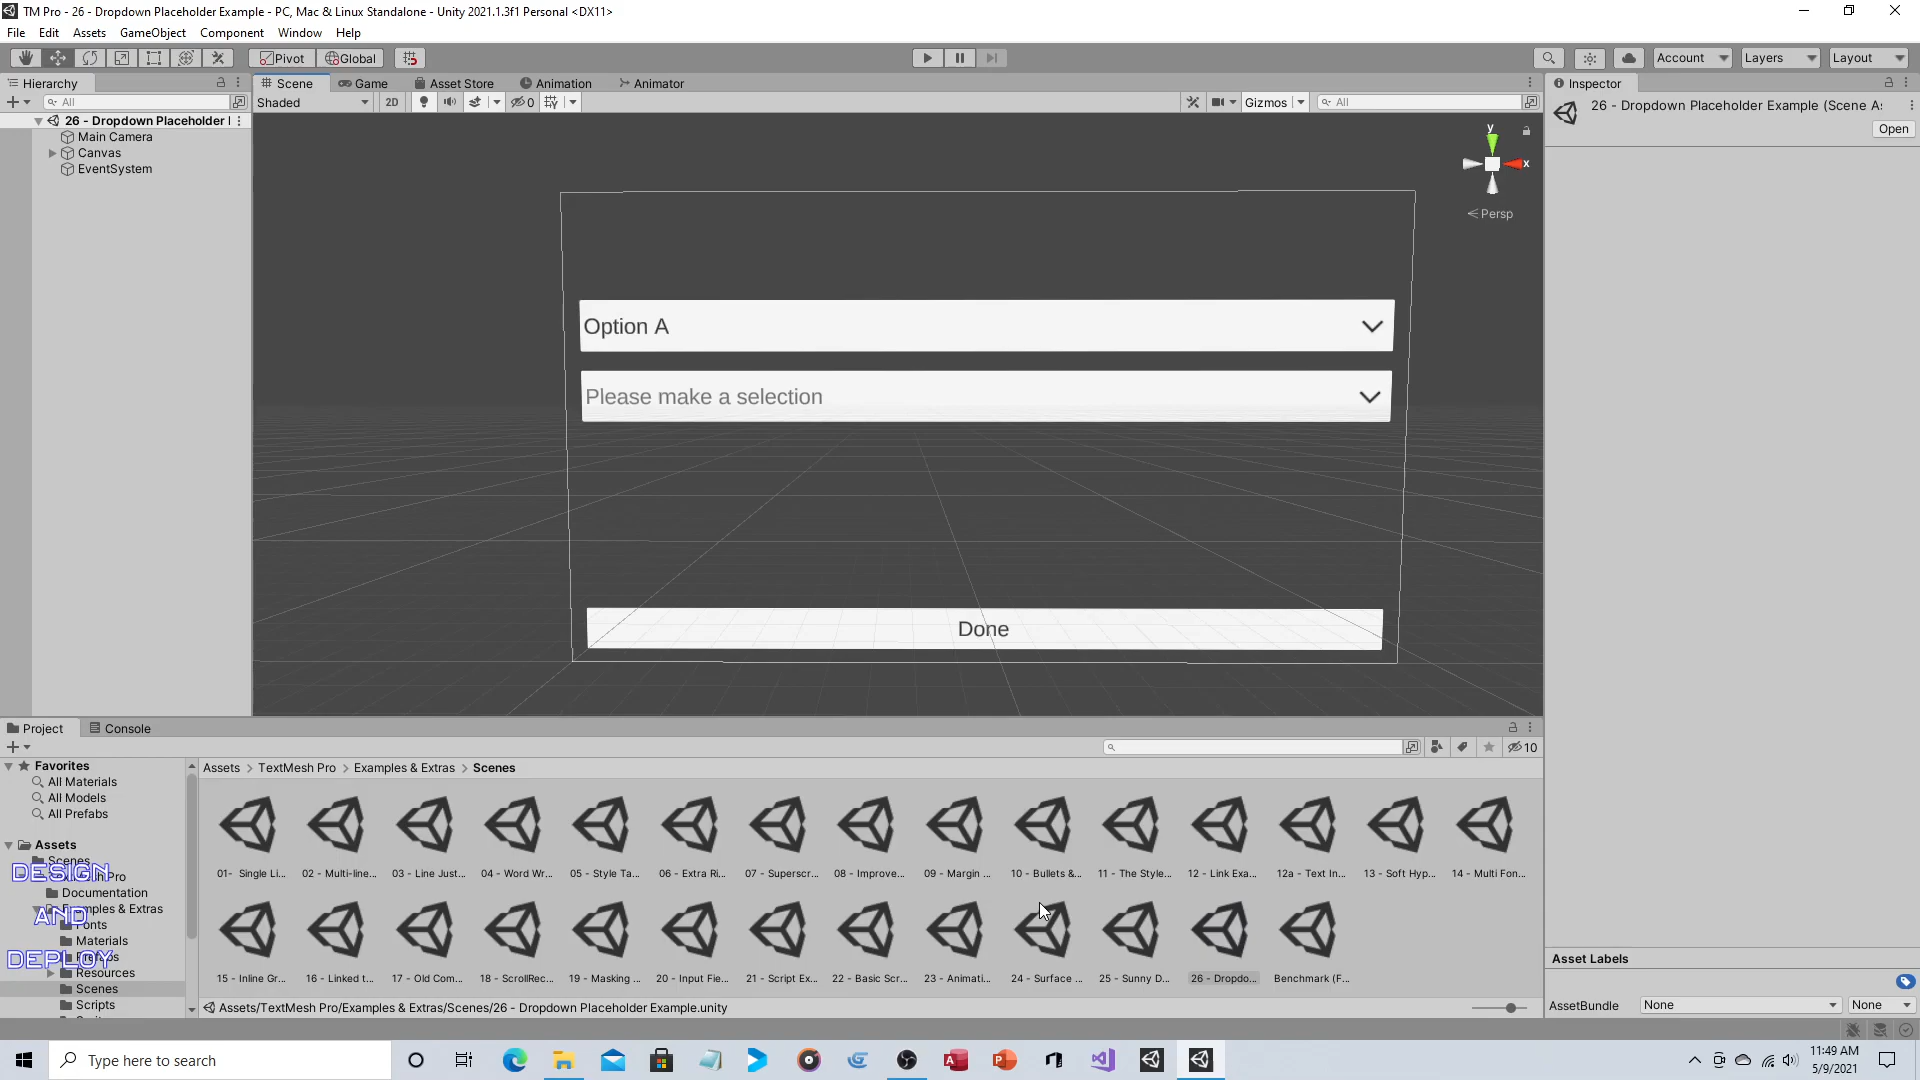 TM Pro - 26 - Dropdown Placeholder Example - PC, Mac & Linux Standalone - Unity 2021.1.3f1 Personal <DX11>
File Edit Assets GameObject Component Window Help
Pivot Global Account Layers Layout
Hierarchy Scene Game Asset Store Animation Animator Inspector
All Shaded 2D 0 Gizmos All
26 - Dropdown Placeholder Example (Scene As
Open
26 - Dropdown Placeholder
Main Camera
Canvas
EventSystem
y
x
Persp
Option A
Please make a selection
Done
Project Console
10
Favorites
All Materials
All Models
All Prefabs
Assets
Scenes
Pro
Documentation
Examples & Extras
Fonts
Materials
Prefabs
Resources
Scenes
Scripts
DESIGN
AND
DEPLOY
Assets > TextMesh Pro > Examples & Extras > Scenes
01- Single Li... 02 - Multi-line... 03 - Line Just... 04 - Word Wr... 05 - Style Ta... 06 - Extra Ri... 07 - Superscr... 08 - Improve... 09 - Margin ... 10 - Bullets &... 11 - The Style... 12 - Link Exa... 12a - Text In... 13 - Soft Hyp... 14 - Multi Fon...
15 - Inline Gr... 16 - Linked t... 17 - Old Com... 18 - ScrollRec... 19 - Masking ... 20 - Input Fie... 21 - Script Ex... 22 - Basic Scr... 23 - Animati... 24 - Surface ... 25 - Sunny D... 26 - Dropdo... Benchmark (F...
Assets/TextMesh Pro/Examples & Extras/Scenes/26 - Dropdown Placeholder Example.unity
Asset Labels
AssetBundle None None
Type here to search
11:49 AM
5/9/2021